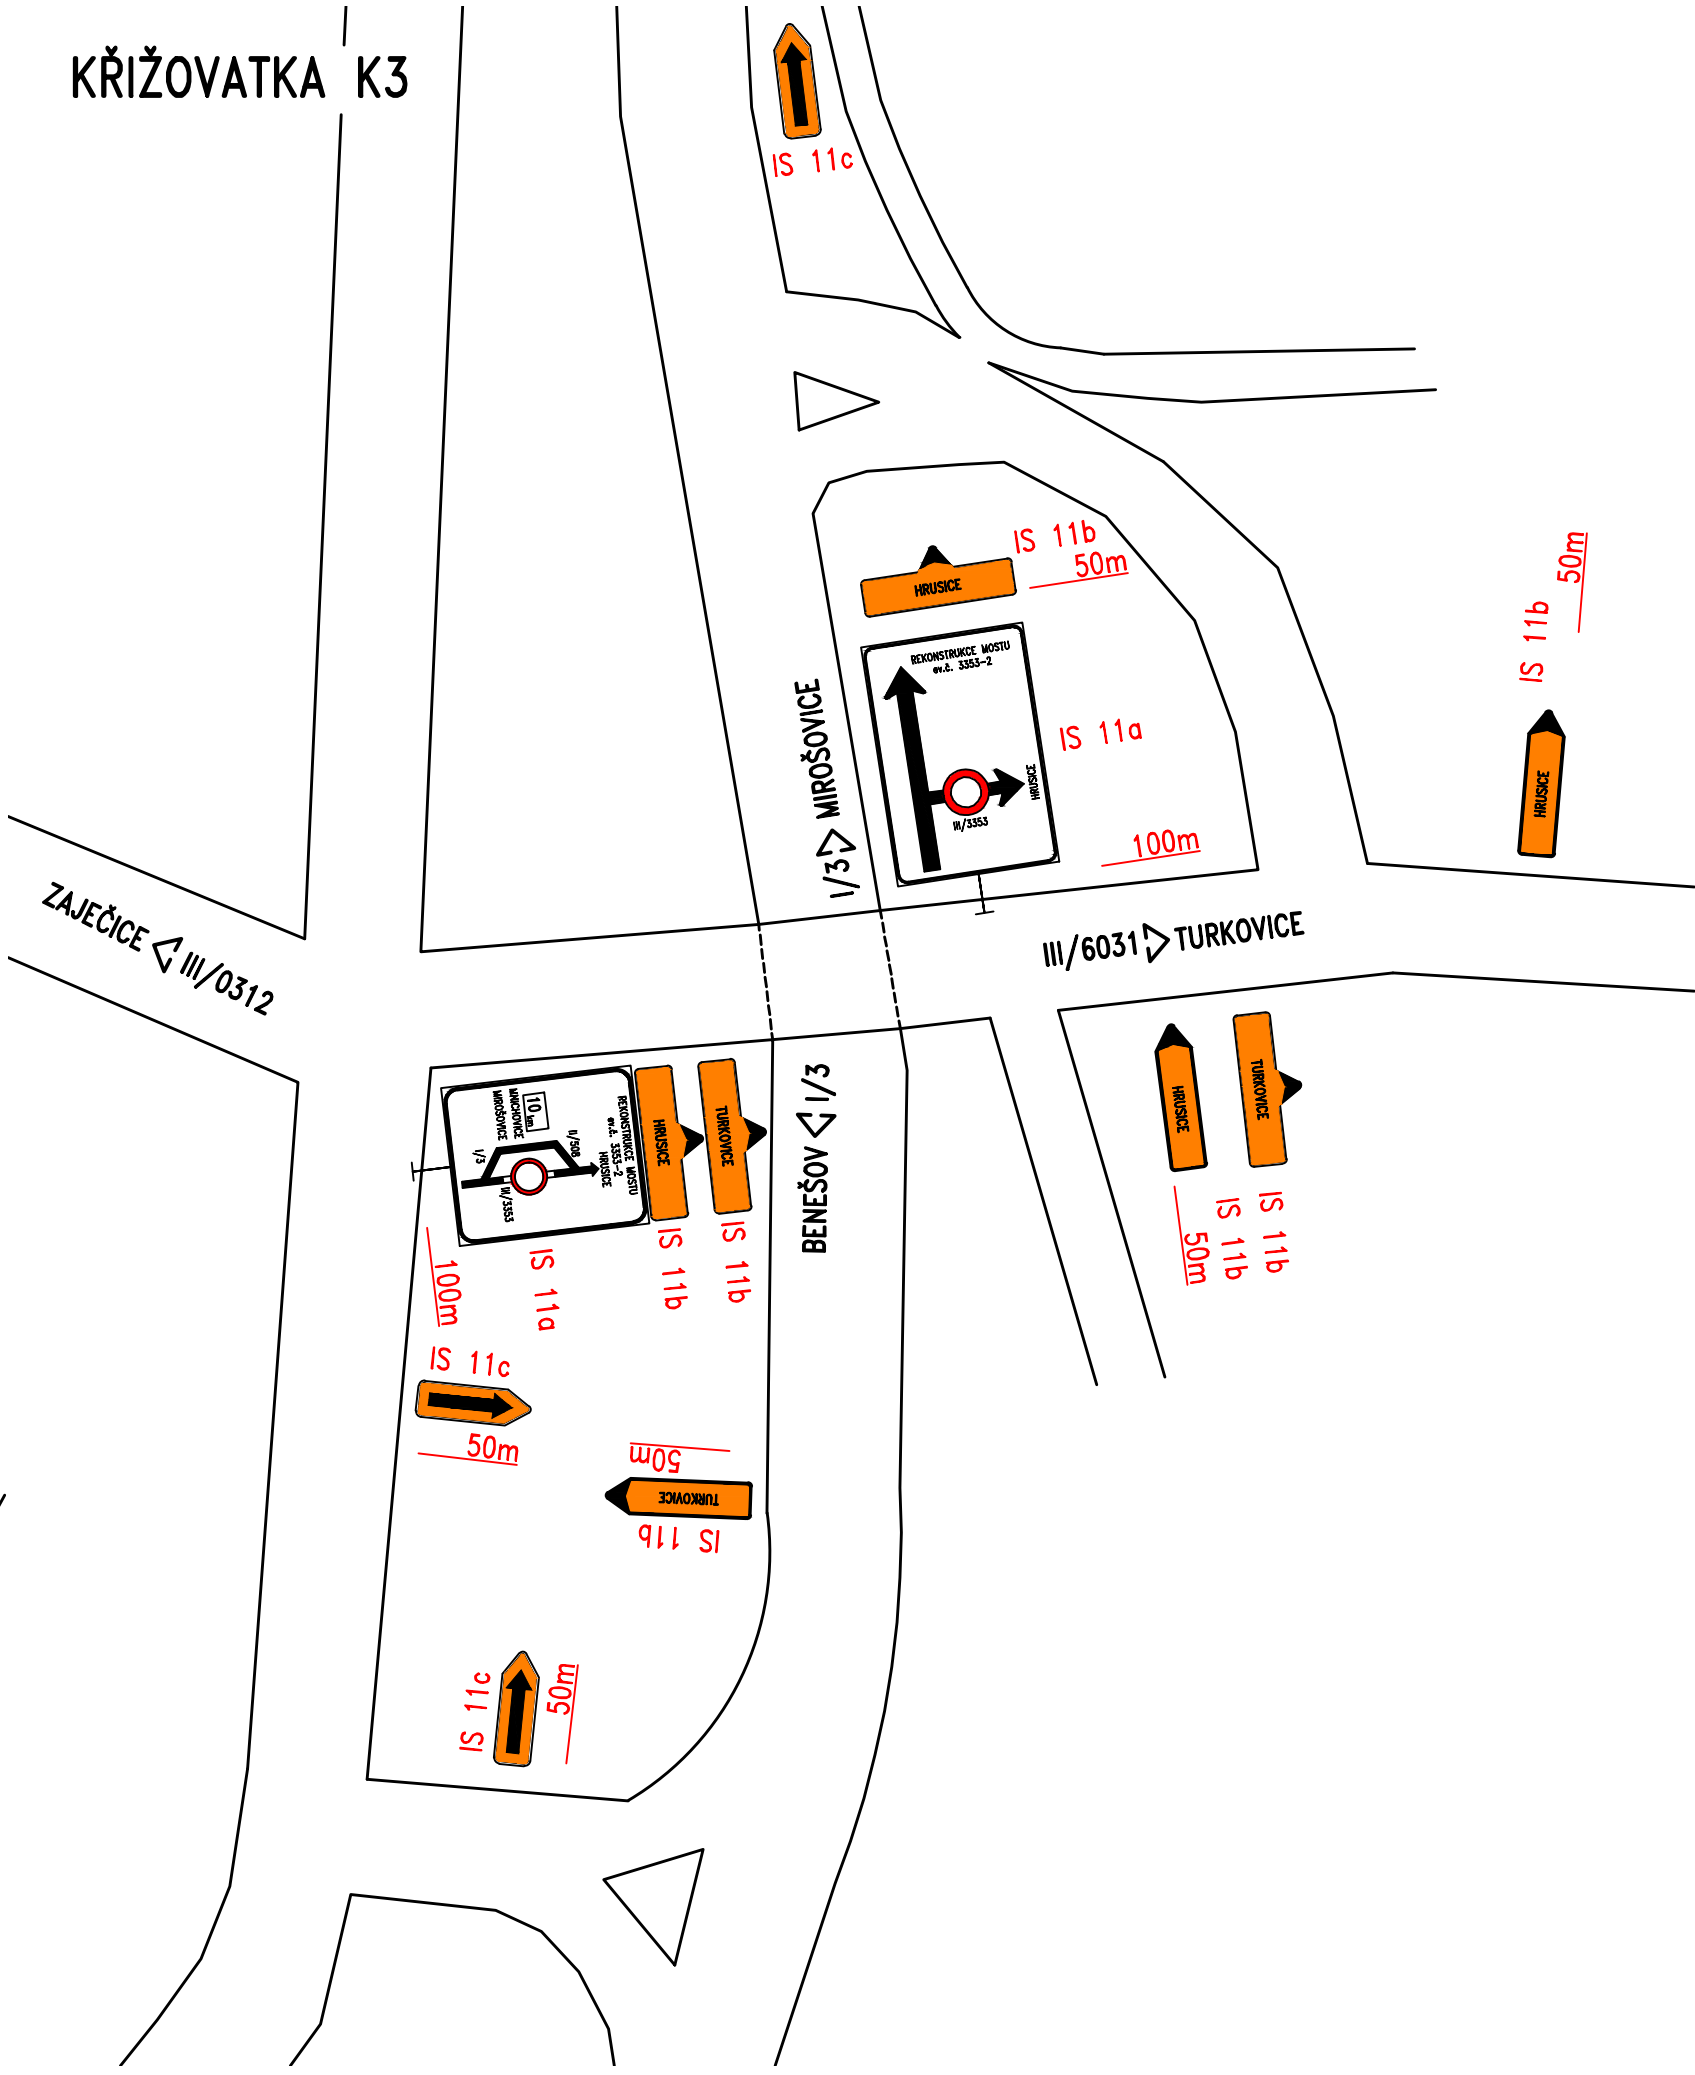 KŘIŽOVATKA K3
IS 11c
IS 11b
50m
HRUSICE
REKONSTRUKCE MOSTU
ev.č. 3353-2
HRUSICE
III/3353
IS 11a
100m
I/3 MIROŠOVICE
50m
IS 11b
HRUSICE
ZAJEČICE III/0312
III/6031 TURKOVICE
BENEŠOV I/3
REKONSTRUKCE MOSTU
ev.č. 3353-2
HRUSICE
II/508
10 km
MNICHOVICE
MIROŠOVICE
I/3
III/3353
HRUSICE
TURKOVICE
100m
IS 11a
IS 11b
IS 11b
HRUSICE
TURKOVICE
50m
IS 11b
IS 11b
IS 11c
50m
50m
TURKOVICE
IS 11b
IS 11c
50m